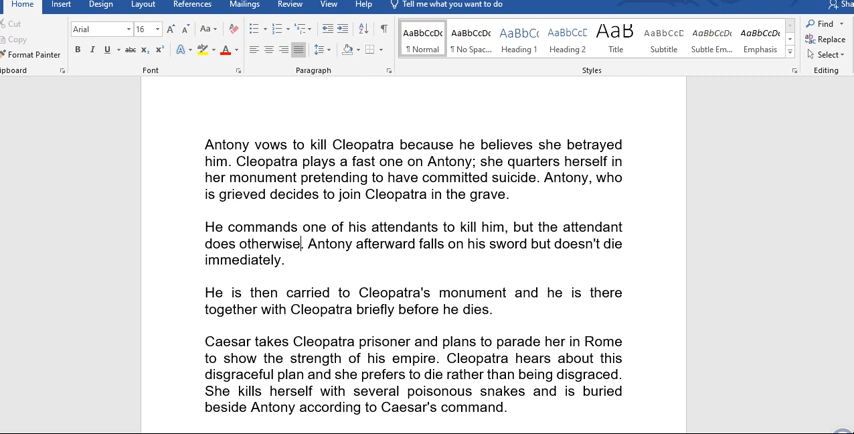 Home Insert Design Layout References Mailings Review View Help Tell me what you want to do Sha
Cut
Copy
Format Painter
Arial 16 Aa
B I U abc x₂ x² A ab A
ipboard Font Paragraph Styles Editing
AaBbCcDc AaBbCcDc AaBbCc AaBbCcE AaB AaBbCcE AaBbCcDc AaBbCcDc
¶ Normal ¶ No Spac... Heading 1 Heading 2 Title Subtitle Subtle Em... Emphasis
Find
Replace
Select
Antony vows to kill Cleopatra because he believes she betrayed
him. Cleopatra plays a fast one on Antony; she quarters herself in
her monument pretending to have committed suicide. Antony, who
is grieved decides to join Cleopatra in the grave.
He commands one of his attendants to kill him, but the attendant
does otherwise. Antony afterward falls on his sword but doesn't die
immediately.
He is then carried to Cleopatra's monument and he is there
together with Cleopatra briefly before he dies.
Caesar takes Cleopatra prisoner and plans to parade her in Rome
to show the strength of his empire. Cleopatra hears about this
disgraceful plan and she prefers to die rather than being disgraced.
She kills herself with several poisonous snakes and is buried
beside Antony according to Caesar's command.